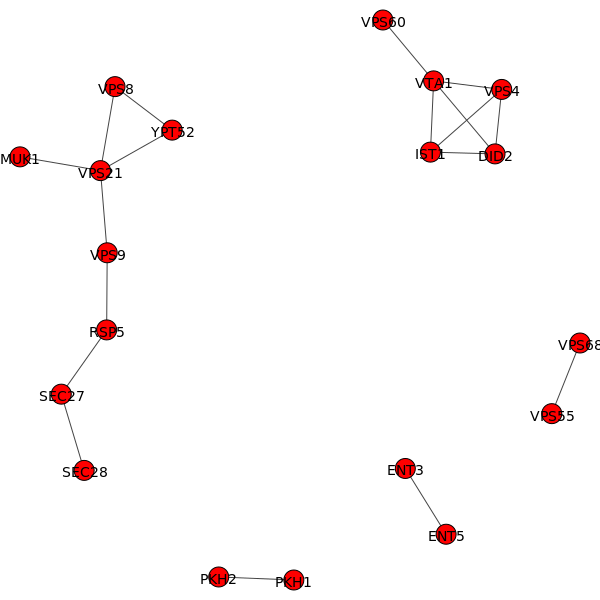 VPS60
VTA1
VPS4
VPS8
YPT52
MUK1
VPS21
IST1
DID2
VPS9
RSP5
VPS68
SEC27
VPS55
SEC28
ENT3
ENT5
PKH2
PKH1